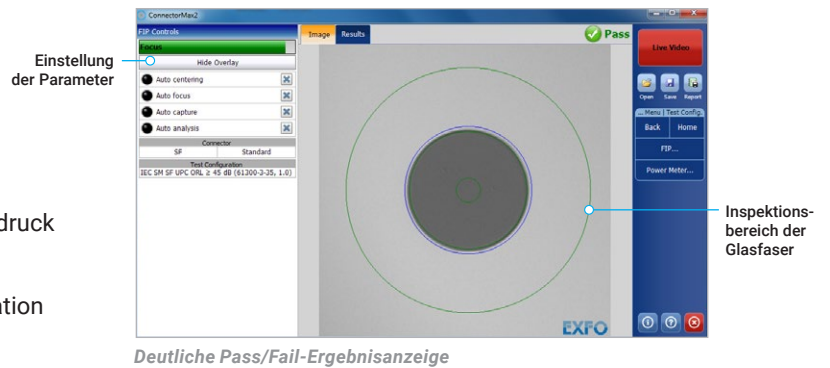 ConnectorMax2
FIP Controls
Focus
Hide Overlay
Auto centering
Auto focus
Auto capture
Auto analysis
Connector
SF Standard
Test Configuration
IEC SM SF UPC ORL ≥ 45 dB (61300-3-35, 1.0)
Image Results
Pass
EXFO
Live Video
Open Save Report
... Menu | Test Config.
Back Home
FIP...
Power Meter...
Einstellung
der Parameter
druck
ation
Inspektions-
bereich der
Glasfaser
Deutliche Pass/Fail-Ergebnisanzeige